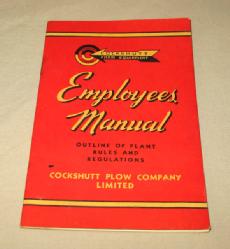 COCKSHUTT
FARM EQUIPMENT
Employees
Manual
OUTLINE OF PLANT
RULES AND
REGULATIONS
COCKSHUTT PLOW COMPANY
LIMITED